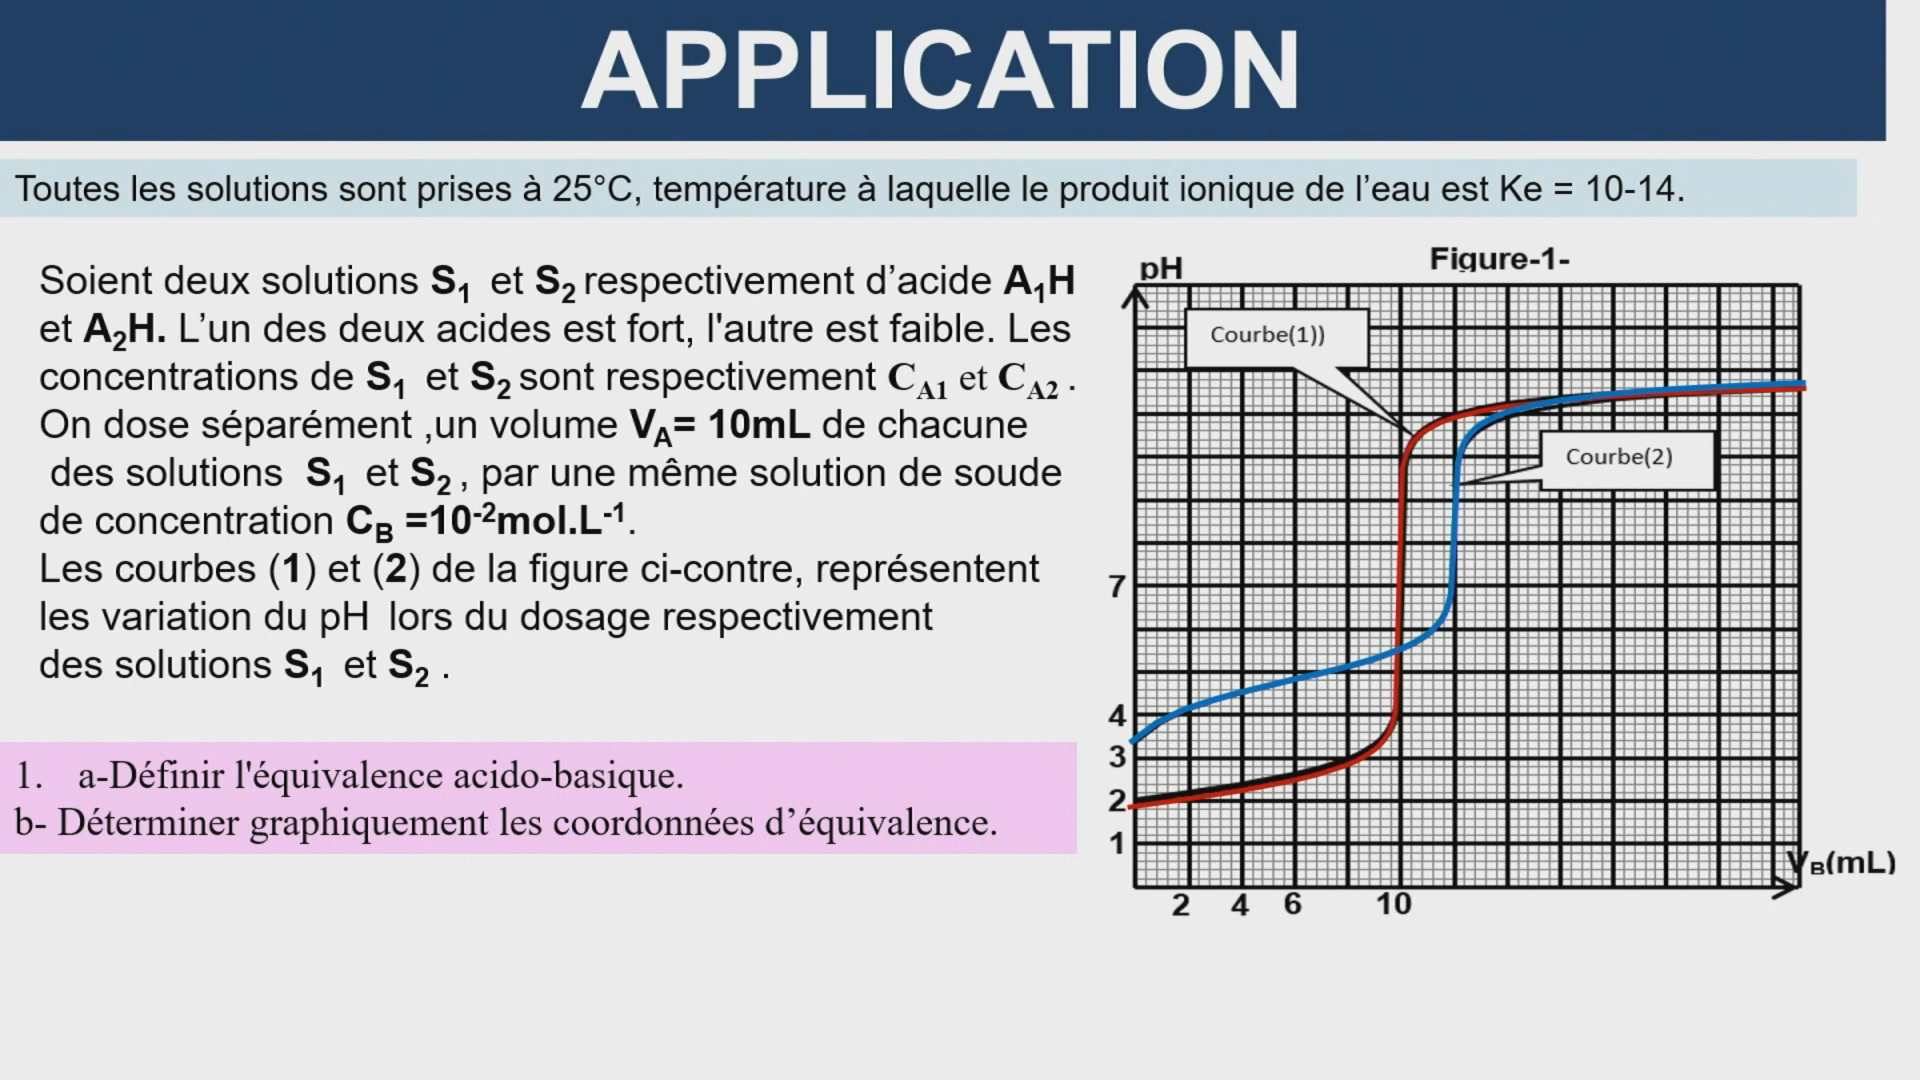 APPLICATION
Toutes les solutions sont prises à 25°C, température à laquelle le produit ionique de l’eau est Ke = 10-14.
Soient deux solutions S₁ et S₂ respectivement d’acide A₁H
et A₂H. L’un des deux acides est fort, l'autre est faible. Les
concentrations de S₁ et S₂ sont respectivement C_A1 et C_A2 .
On dose séparément ,un volume V_A= 10mL de chacune
des solutions S₁ et S₂ , par une même solution de soude
de concentration C_B =10⁻²mol.L⁻¹.
Les courbes (1) et (2) de la figure ci-contre, représentent
les variation du pH lors du dosage respectivement
des solutions S₁ et S₂ .
1. a-Définir l'équivalence acido-basique.
b- Déterminer graphiquement les coordonnées d’équivalence.
Figure-1-
pH
Courbe(1))
Courbe(2)
7
4
3
2
1
V_B(mL)
2 4 6 10